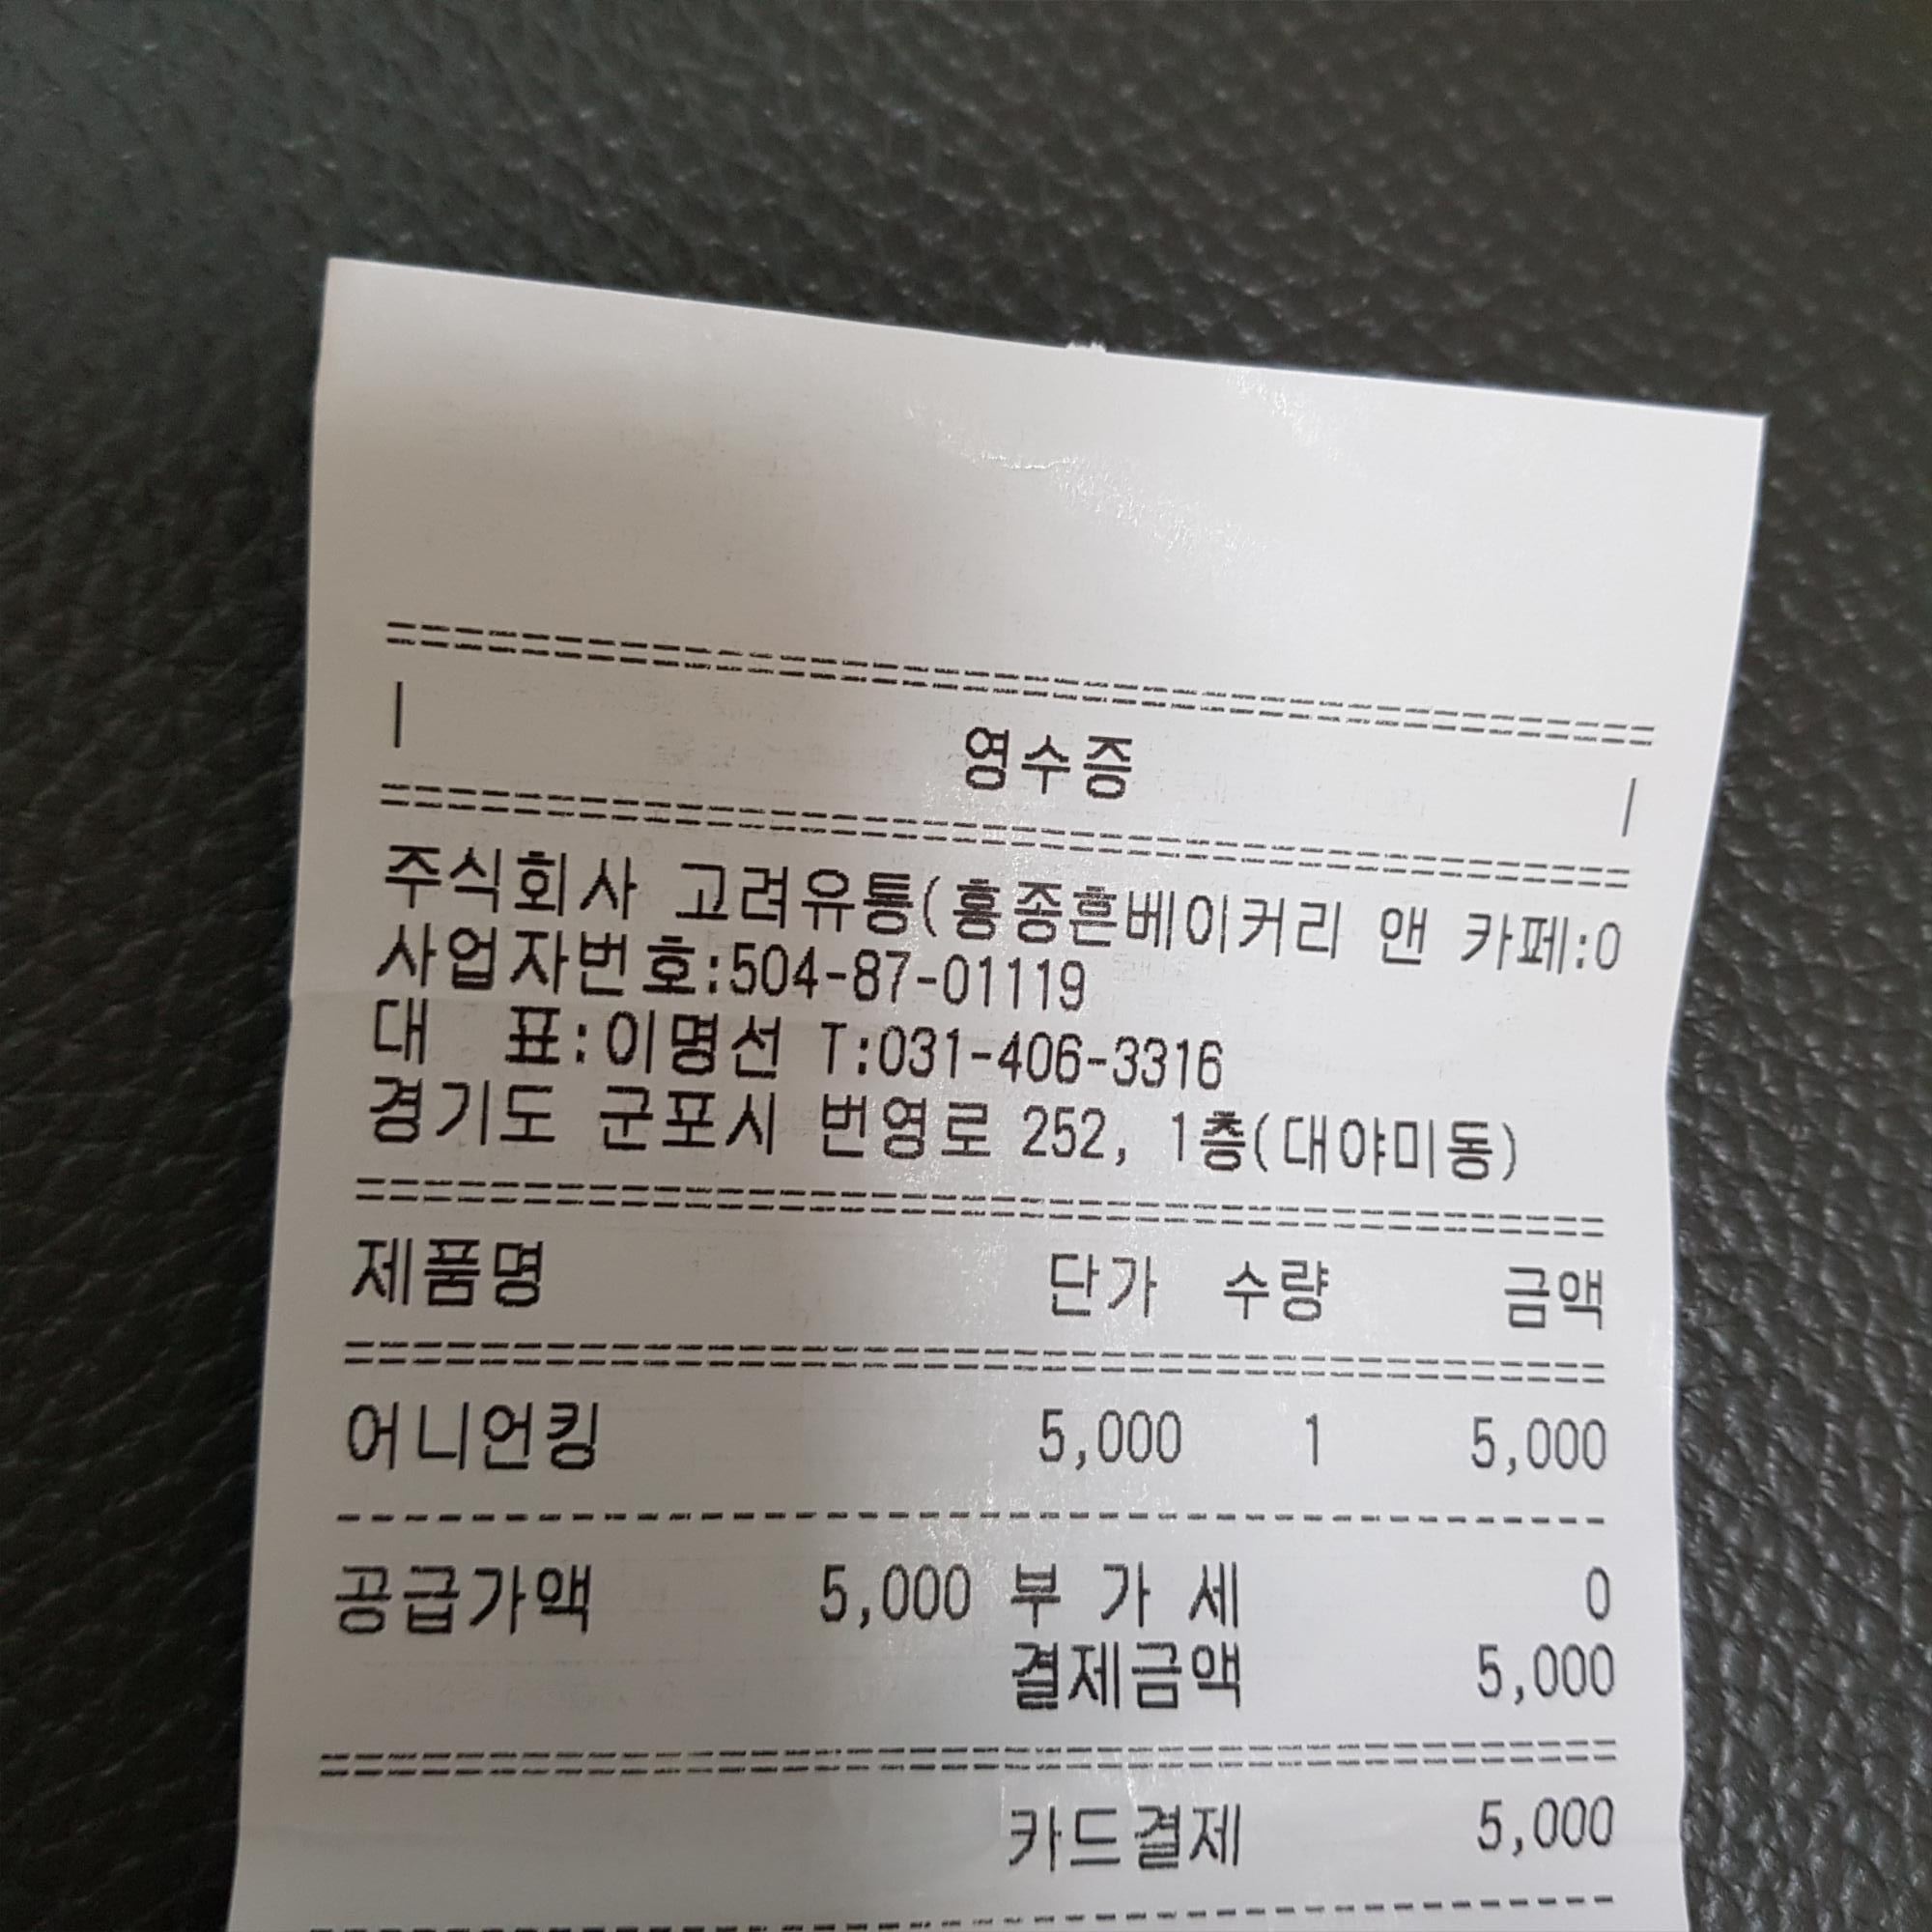 영수증
주식회사 고려유통(홍종흔베이커리 앤 카페:0
사업자번호:504-87-01119
대 표:이명선 T:031-406-3316
경기도 군포시 번영로 252, 1층(대야미동)
제품명 단가 수량 금액
어니언킹 5,000 1 5,000
공급가액 5,000 부 가 세 0
결제금액 5,000
카드결제 5,000